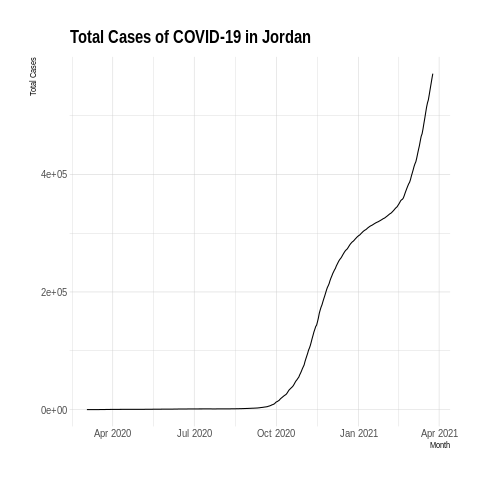 Total Cases of COVID-19 in Jordan
Total Cases
4e+05
2e+05
0e+00
Apr 2020 Jul 2020 Oct 2020 Jan 2021 Apr 2021
Month